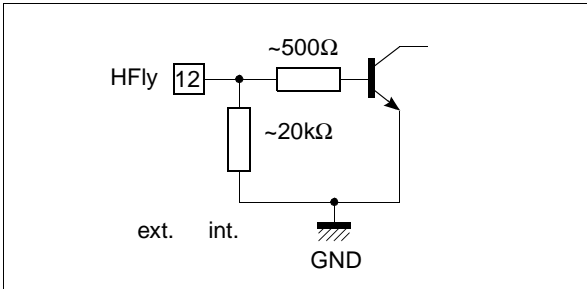 ~500Ω
HFly 12
~20kΩ
ext. int.
GND